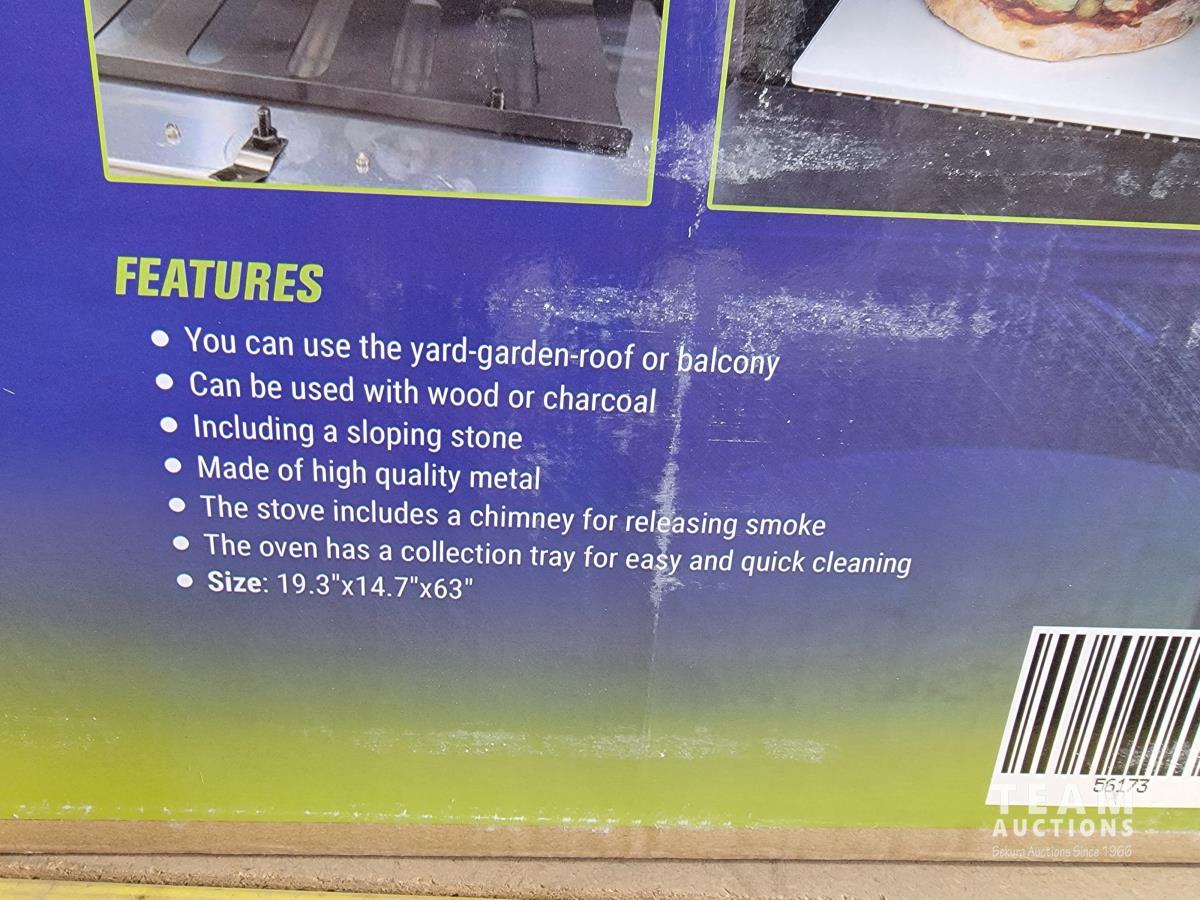 FEATURES
• You can use the yard-garden-roof or balcony
• Can be used with wood or charcoal
• Including a sloping stone
• Made of high quality metal
• The stove includes a chimney for releasing smoke
• The oven has a collection tray for easy and quick cleaning
• Size: 19.3"x14.7"x63"
56173
TEAM
AUCTIONS
Sekura Auctions Since 1966